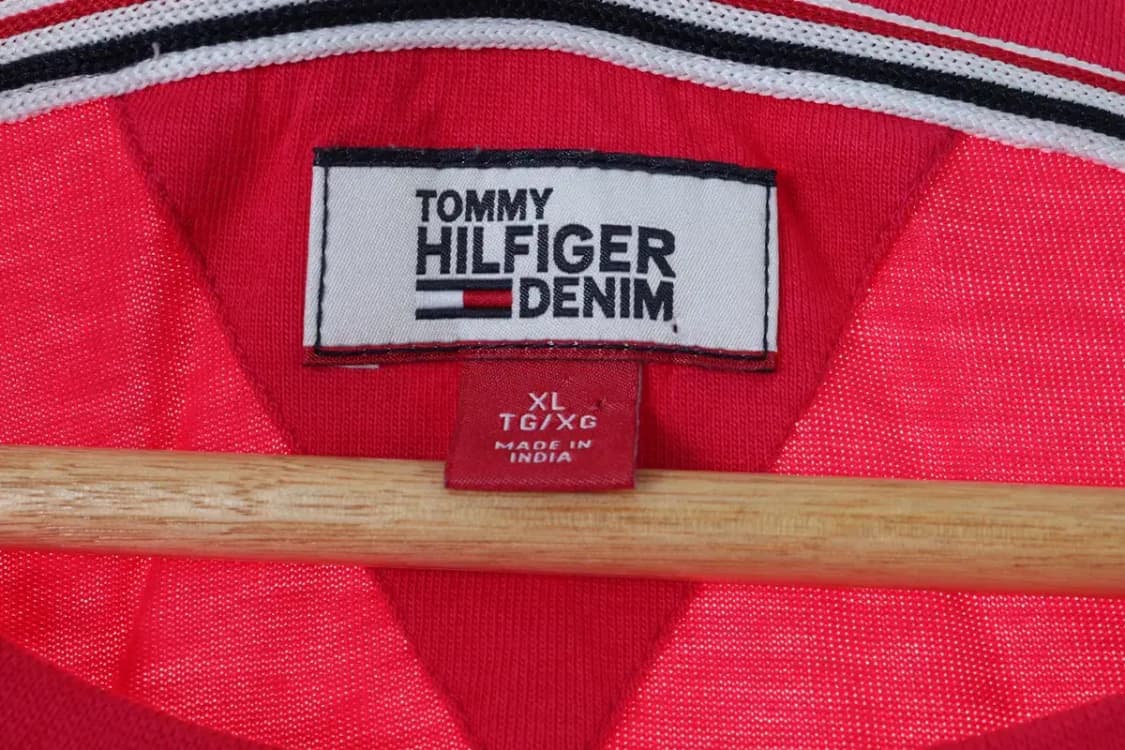 TOMMY
HILFIGER
DENIM
XL
TG/XG
MADE IN
INDIA